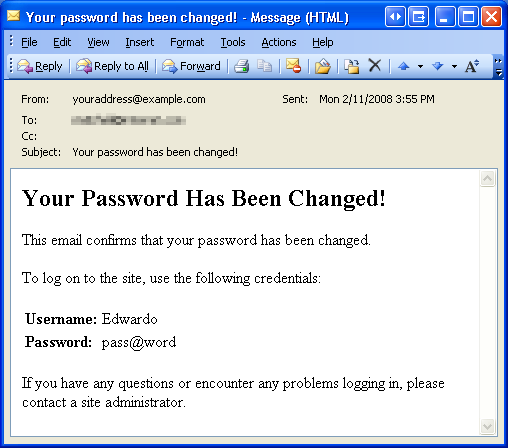 Your password has been changed! - Message (HTML)
File Edit View Insert Format Tools Actions Help
Reply Reply to All Forward
From: youraddress@example.com Sent: Mon 2/11/2008 3:55 PM
To:
Cc:
Subject: Your password has been changed!
Your Password Has Been Changed!
This email confirms that your password has been changed.
To log on to the site, use the following credentials:
Username: Edwardo
Password: pass@word
If you have any questions or encounter any problems logging in, please
contact a site administrator.